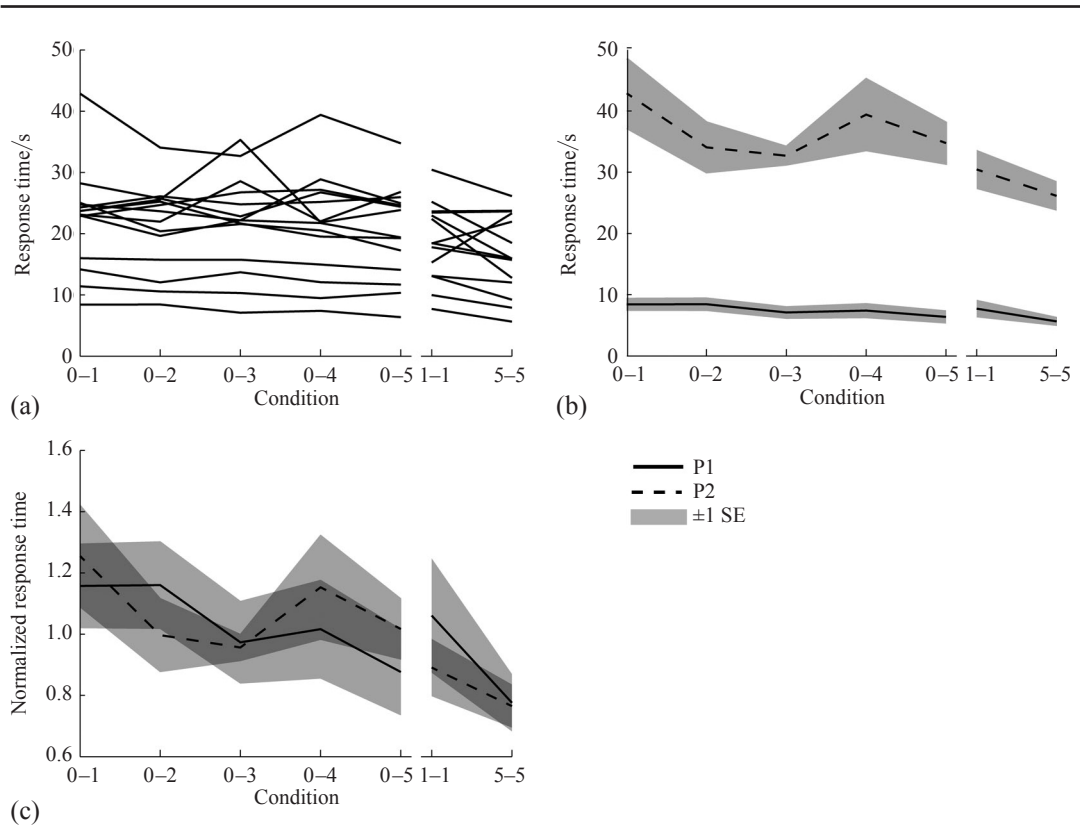 50
40
30
20
10
0
Response time/s
0–1 0–2 0–3 0–4 0–5 1–1 5–5
Condition
(a)
50
40
30
20
10
0
Response time/s
0–1 0–2 0–3 0–4 0–5 1–1 5–5
Condition
(b)
1.6
1.4
1.2
1.0
0.8
0.6
Normalized response time
0–1 0–2 0–3 0–4 0–5 1–1 5–5
Condition
(c)
P1
P2
±1 SE